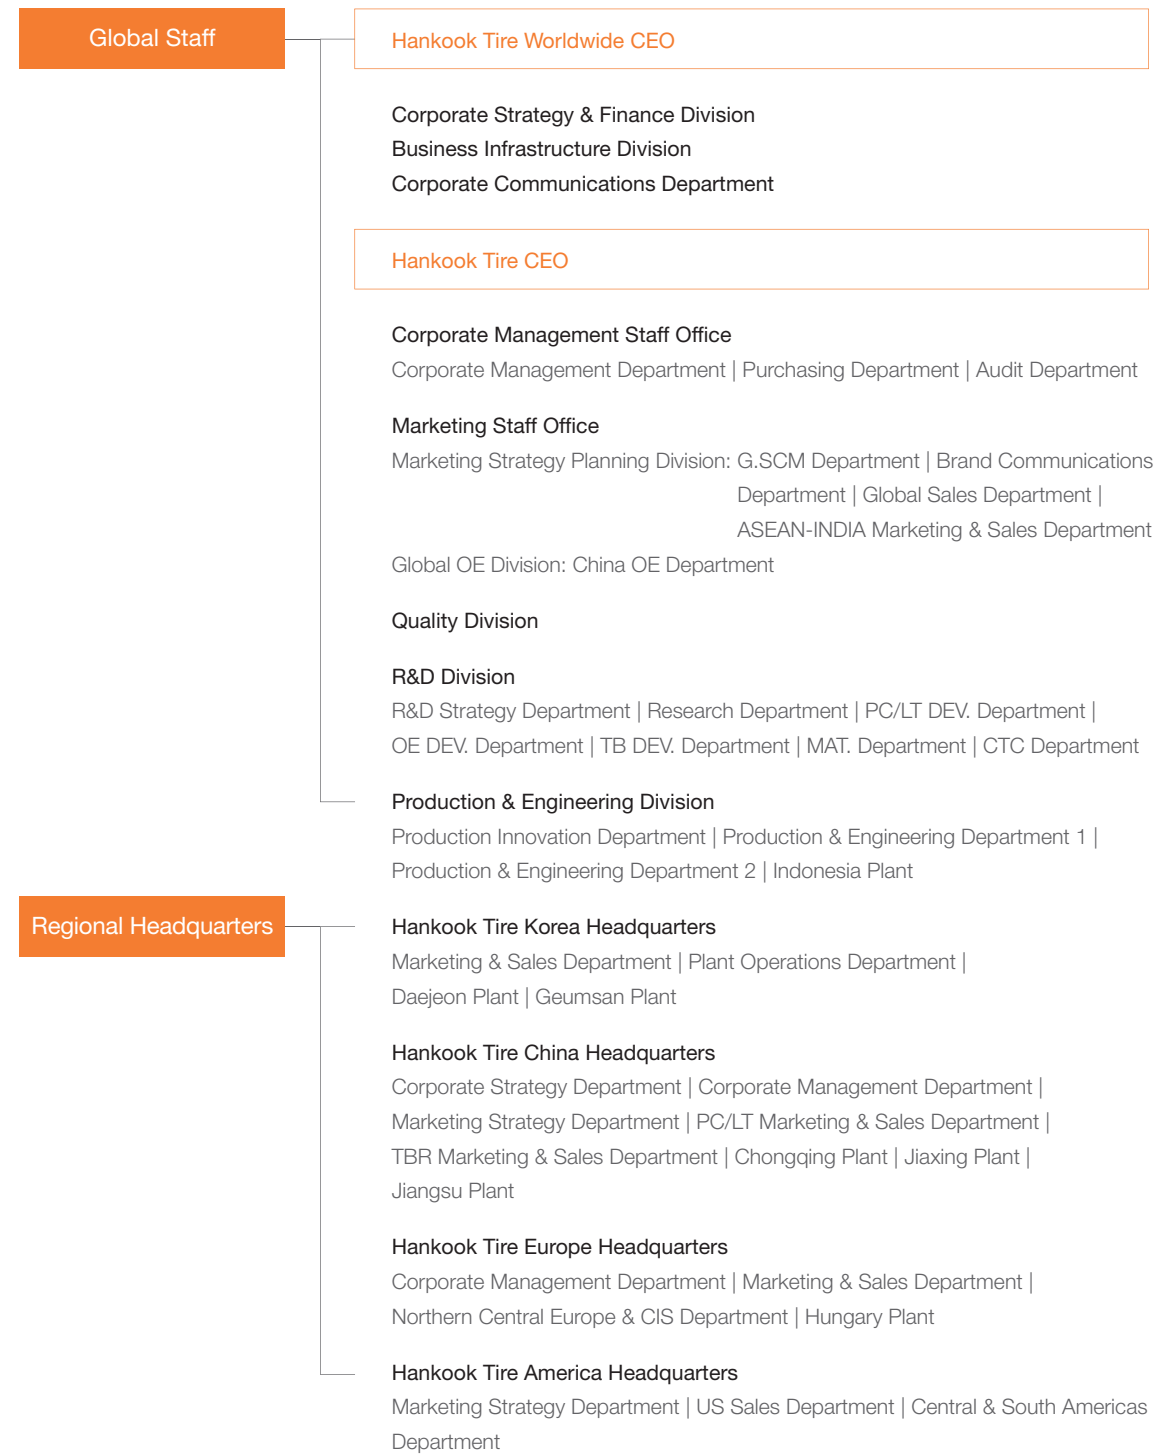 Global Staff
Hankook Tire Worldwide CEO
Corporate Strategy & Finance Division
Business Infrastructure Division
Corporate Communications Department
Hankook Tire CEO
Corporate Management Staff Office
Corporate Management Department | Purchasing Department | Audit Department
Marketing Staff Office
Marketing Strategy Planning Division: G.SCM Department | Brand Communications
Department | Global Sales Department |
ASEAN-INDIA Marketing & Sales Department
Global OE Division: China OE Department
Quality Division
R&D Division
R&D Strategy Department | Research Department | PC/LT DEV. Department |
OE DEV. Department | TB DEV. Department | MAT. Department | CTC Department
Production & Engineering Division
Production Innovation Department | Production & Engineering Department 1 |
Production & Engineering Department 2 | Indonesia Plant
Regional Headquarters
Hankook Tire Korea Headquarters
Marketing & Sales Department | Plant Operations Department |
Daejeon Plant | Geumsan Plant
Hankook Tire China Headquarters
Corporate Strategy Department | Corporate Management Department |
Marketing Strategy Department | PC/LT Marketing & Sales Department |
TBR Marketing & Sales Department | Chongqing Plant | Jiaxing Plant |
Jiangsu Plant
Hankook Tire Europe Headquarters
Corporate Management Department | Marketing & Sales Department |
Northern Central Europe & CIS Department | Hungary Plant
Hankook Tire America Headquarters
Marketing Strategy Department | US Sales Department | Central & South Americas
Department